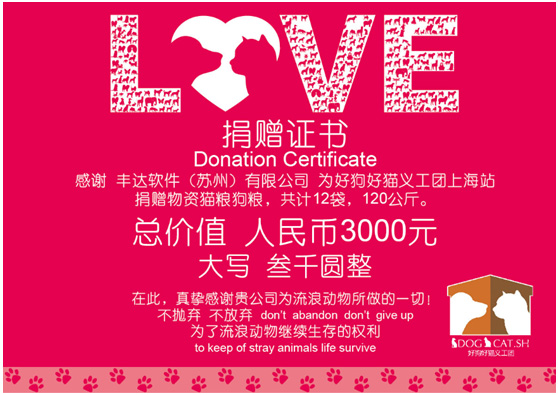 LOVE
捐赠证书
Donation Certificate
感谢 丰达软件（苏州）有限公司 为好狗好猫义工团上海站
捐赠物资猫粮狗粮，共计12袋，120公斤。
总价值 人民币3000元
大写 叁千圆整
在此，真挚感谢贵公司为流浪动物所做的一切！
不抛弃 不放弃 don't abandon don't give up
为了流浪动物继续生存的权利
to keep of stray animals life survive
DOG CAT.SH
好狗好猫义工团